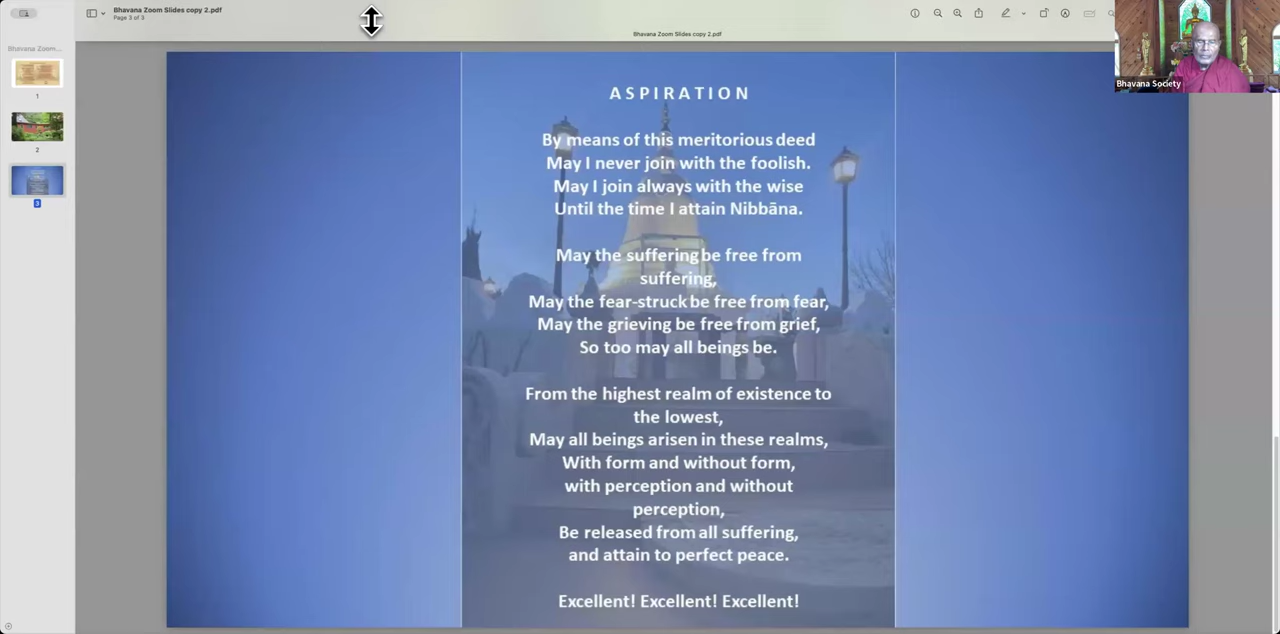 Bhavana Zoom Slides copy 2.pdf
Page 3 of 3
Bhavana Zoom Slides copy 2.pdf
Bhavana Society
Bhavana Zoom...
1
2
3
ASPIRATION
By means of this meritorious deed
May I never join with the foolish.
May I join always with the wise
Until the time I attain Nibbāna.
May the suffering be free from
suffering,
May the fear-struck be free from fear,
May the grieving be free from grief,
So too may all beings be.
From the highest realm of existence to
the lowest,
May all beings arisen in these realms,
With form and without form,
with perception and without
perception,
Be released from all suffering,
and attain to perfect peace.
Excellent! Excellent! Excellent!